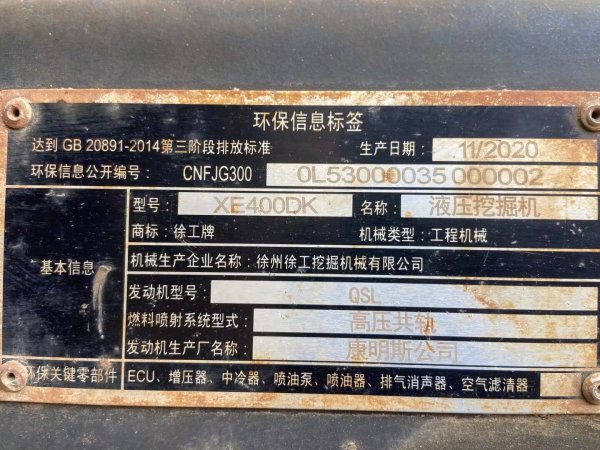 环保信息标签
达到 GB 20891-2014第三阶段排放标准 生产日期: 11/2020
环保信息公开编号: CNFJG300 0L53000035 000002
型号: XE400DK 名称: 液压挖掘机
商标: 徐工牌 机械类型: 工程机械
基本信息 机械生产企业名称: 徐州徐工挖掘机械有限公司
发动机型号: QSL
燃料喷射系统型式: 高压共轨
发动机生产厂名称: 康明斯公司
环保关键零部件 ECU、增压器、中冷器、喷油泵、喷油器、排气消声器、空气滤清器